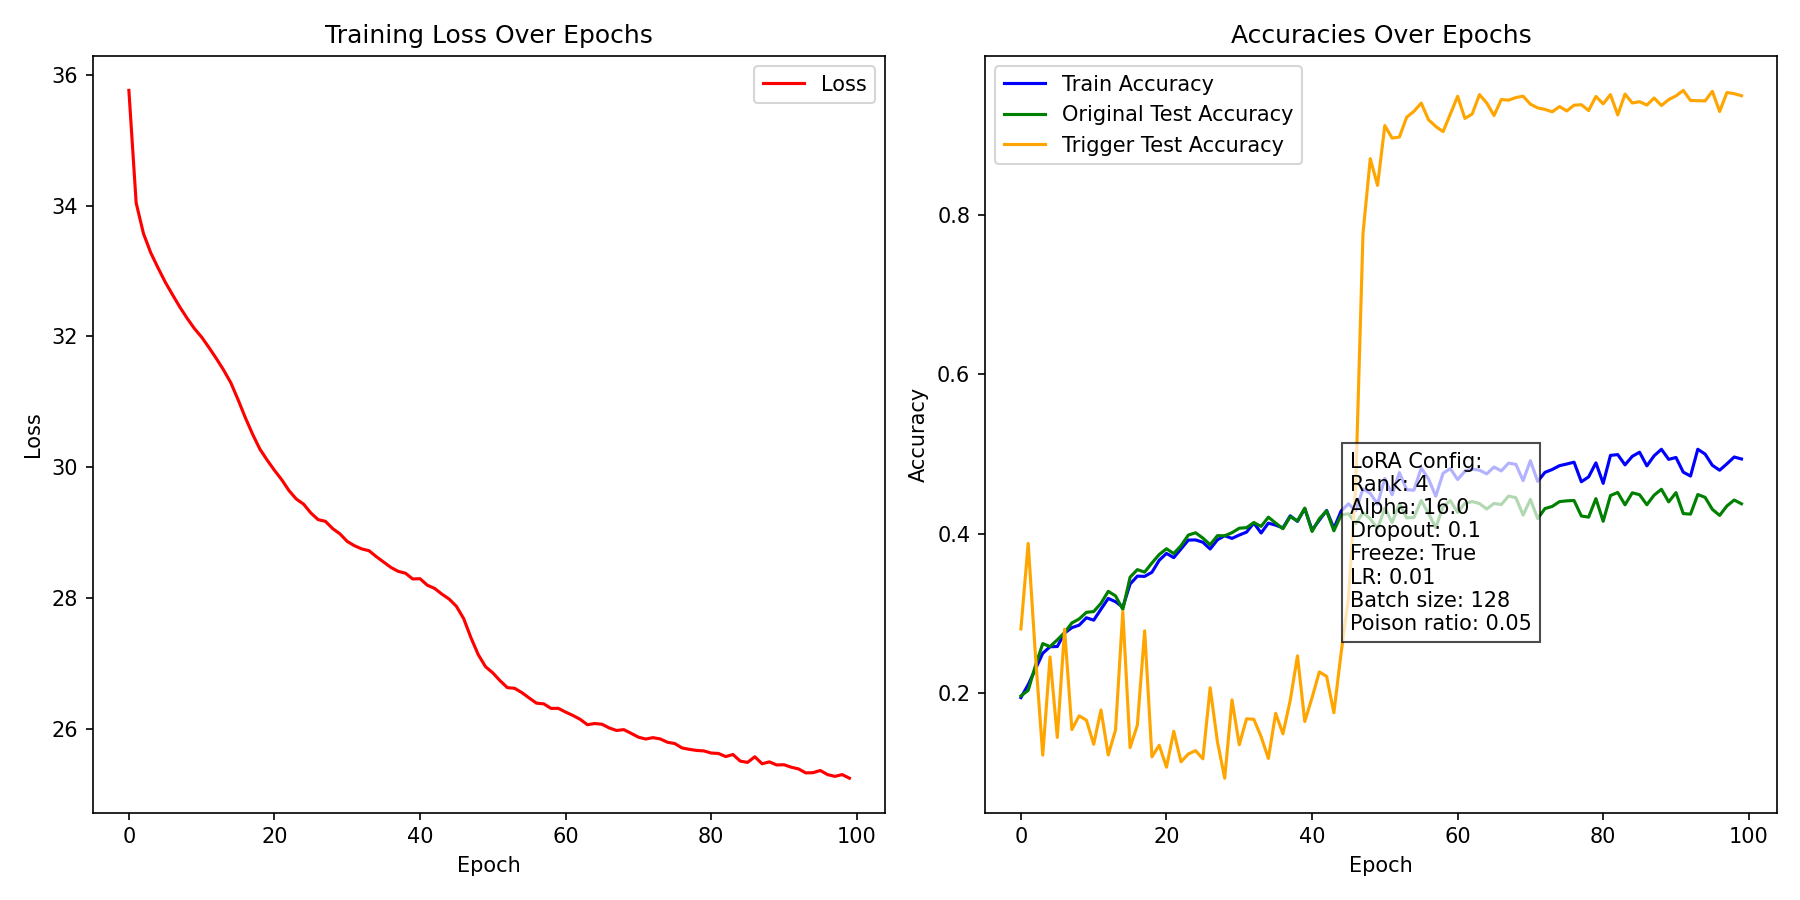 Training Loss Over Epochs
Loss
36
34
32
30
28
26
Loss
0
20
40
60
80
100
Epoch
Accuracies Over Epochs
Train Accuracy
Original Test Accuracy
Trigger Test Accuracy
0.8
0.6
0.4
0.2
Accuracy
LoRA Config:
Rank: 4
Alpha: 16.0
Dropout: 0.1
Freeze: True
LR: 0.01
Batch size: 128
Poison ratio: 0.05
0
20
40
60
80
100
Epoch